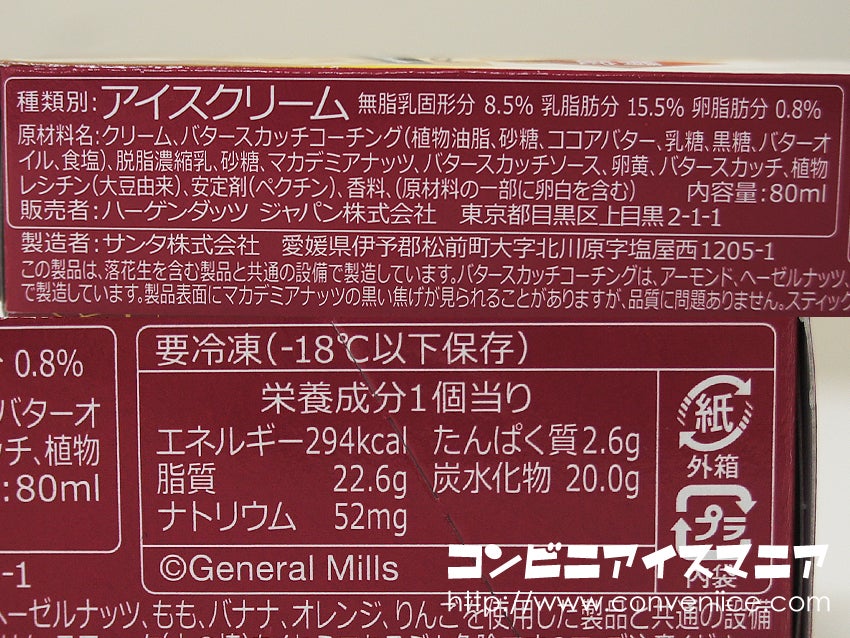 種類別:アイスクリーム 無脂乳固形分 8.5% 乳脂肪分 15.5% 卵脂肪分 0.8%
原材料名:クリーム、バタースカッチコーチング(植物油脂、砂糖、ココアバター、乳糖、黒糖、バターオ
イル、食塩)、脱脂濃縮乳、砂糖、マカデミアナッツ、バタースカッチソース、卵黄、バタースカッチ、植物
レシチン(大豆由来)、安定剤(ペクチン)、香料、(原材料の一部に卵白を含む) 内容量:80ml
販売者:ハーゲンダッツ ジャパン株式会社 東京都目黒区上目黒2-1-1
製造者:サンタ株式会社 愛媛県伊予郡松前町大字北川原字塩屋西1205-1
この製品は、落花生を含む製品と共通の設備で製造しています。バタースカッチコーチングは、アーモンド、ヘーゼルナッツ、
で製造しています。製品表面にマカデミアナッツの黒い焦げが見られることがありますが、品質に問題ありません。スティック
0.8%
バターオ
チ、植物
:80ml
-1
要冷凍(-18℃以下保存)
栄養成分1個当り
エネルギー294kcal たんぱく質2.6g
脂質 22.6g 炭水化物 20.0g
ナトリウム 52mg
©General Mills
紙
外箱
プラ
内袋
ヘーゼルナッツ、もも、バナナ、オレンジ、りんごを使用した製品と共通の設備
コンビニアイスマニア
http://www.conveniice.com